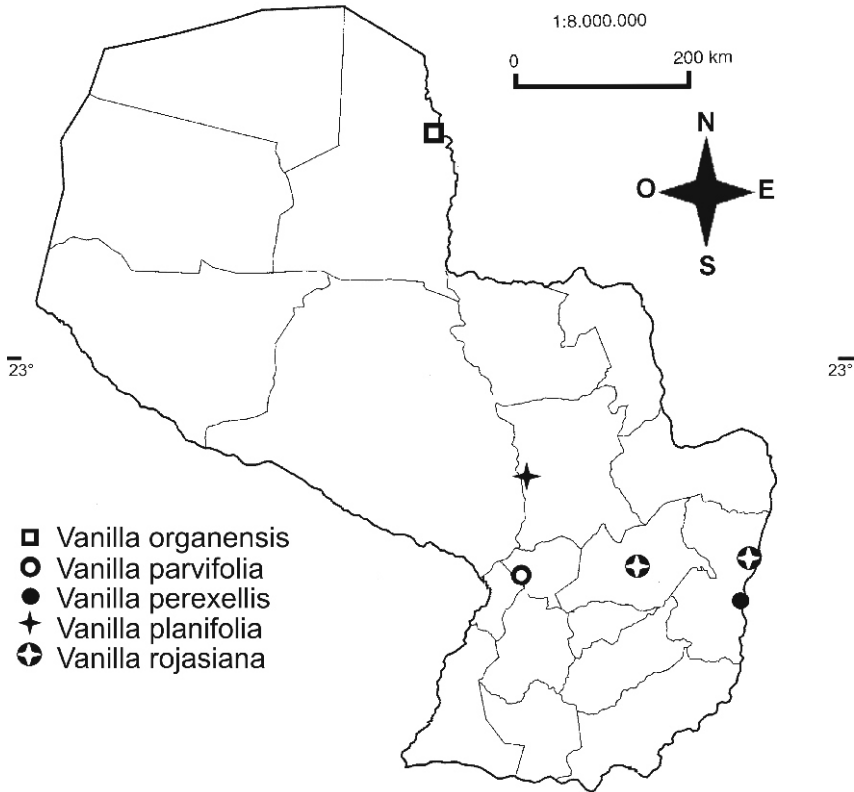 1:8.000.000
0 200 km
N
O E
S
23° 23°
Vanilla organensis
Vanilla parvifolia
Vanilla perexellis
Vanilla planifolia
Vanilla rojasiana